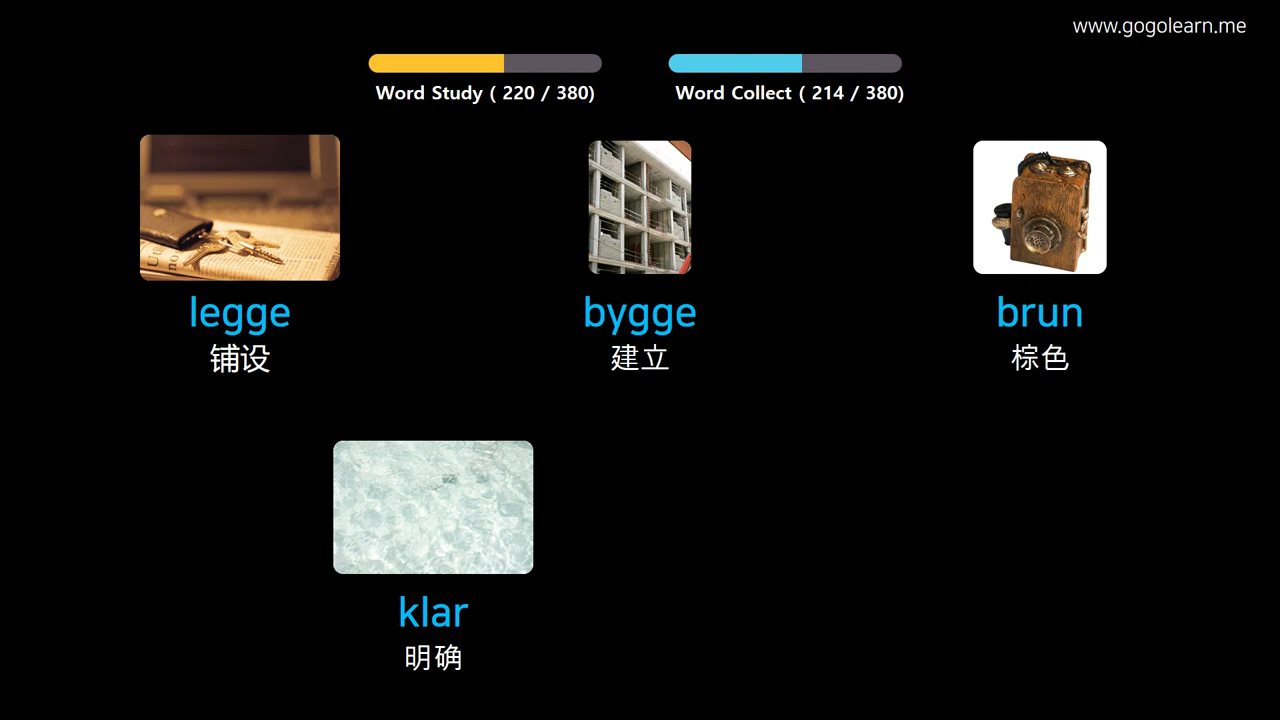 www.gogolearn.me
Word Study ( 220 / 380)
Word Collect ( 214 / 380)
legge
铺设
bygge
建立
brun
棕色
klar
明确